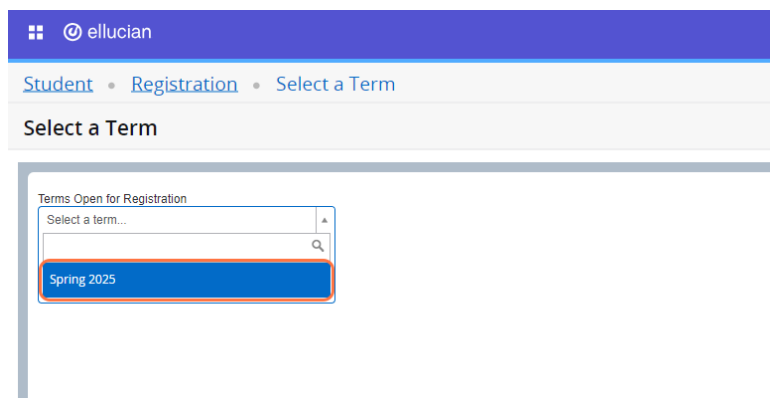 ellucian
Student • Registration • Select a Term
Select a Term
Terms Open for Registration
Select a term...
Spring 2025